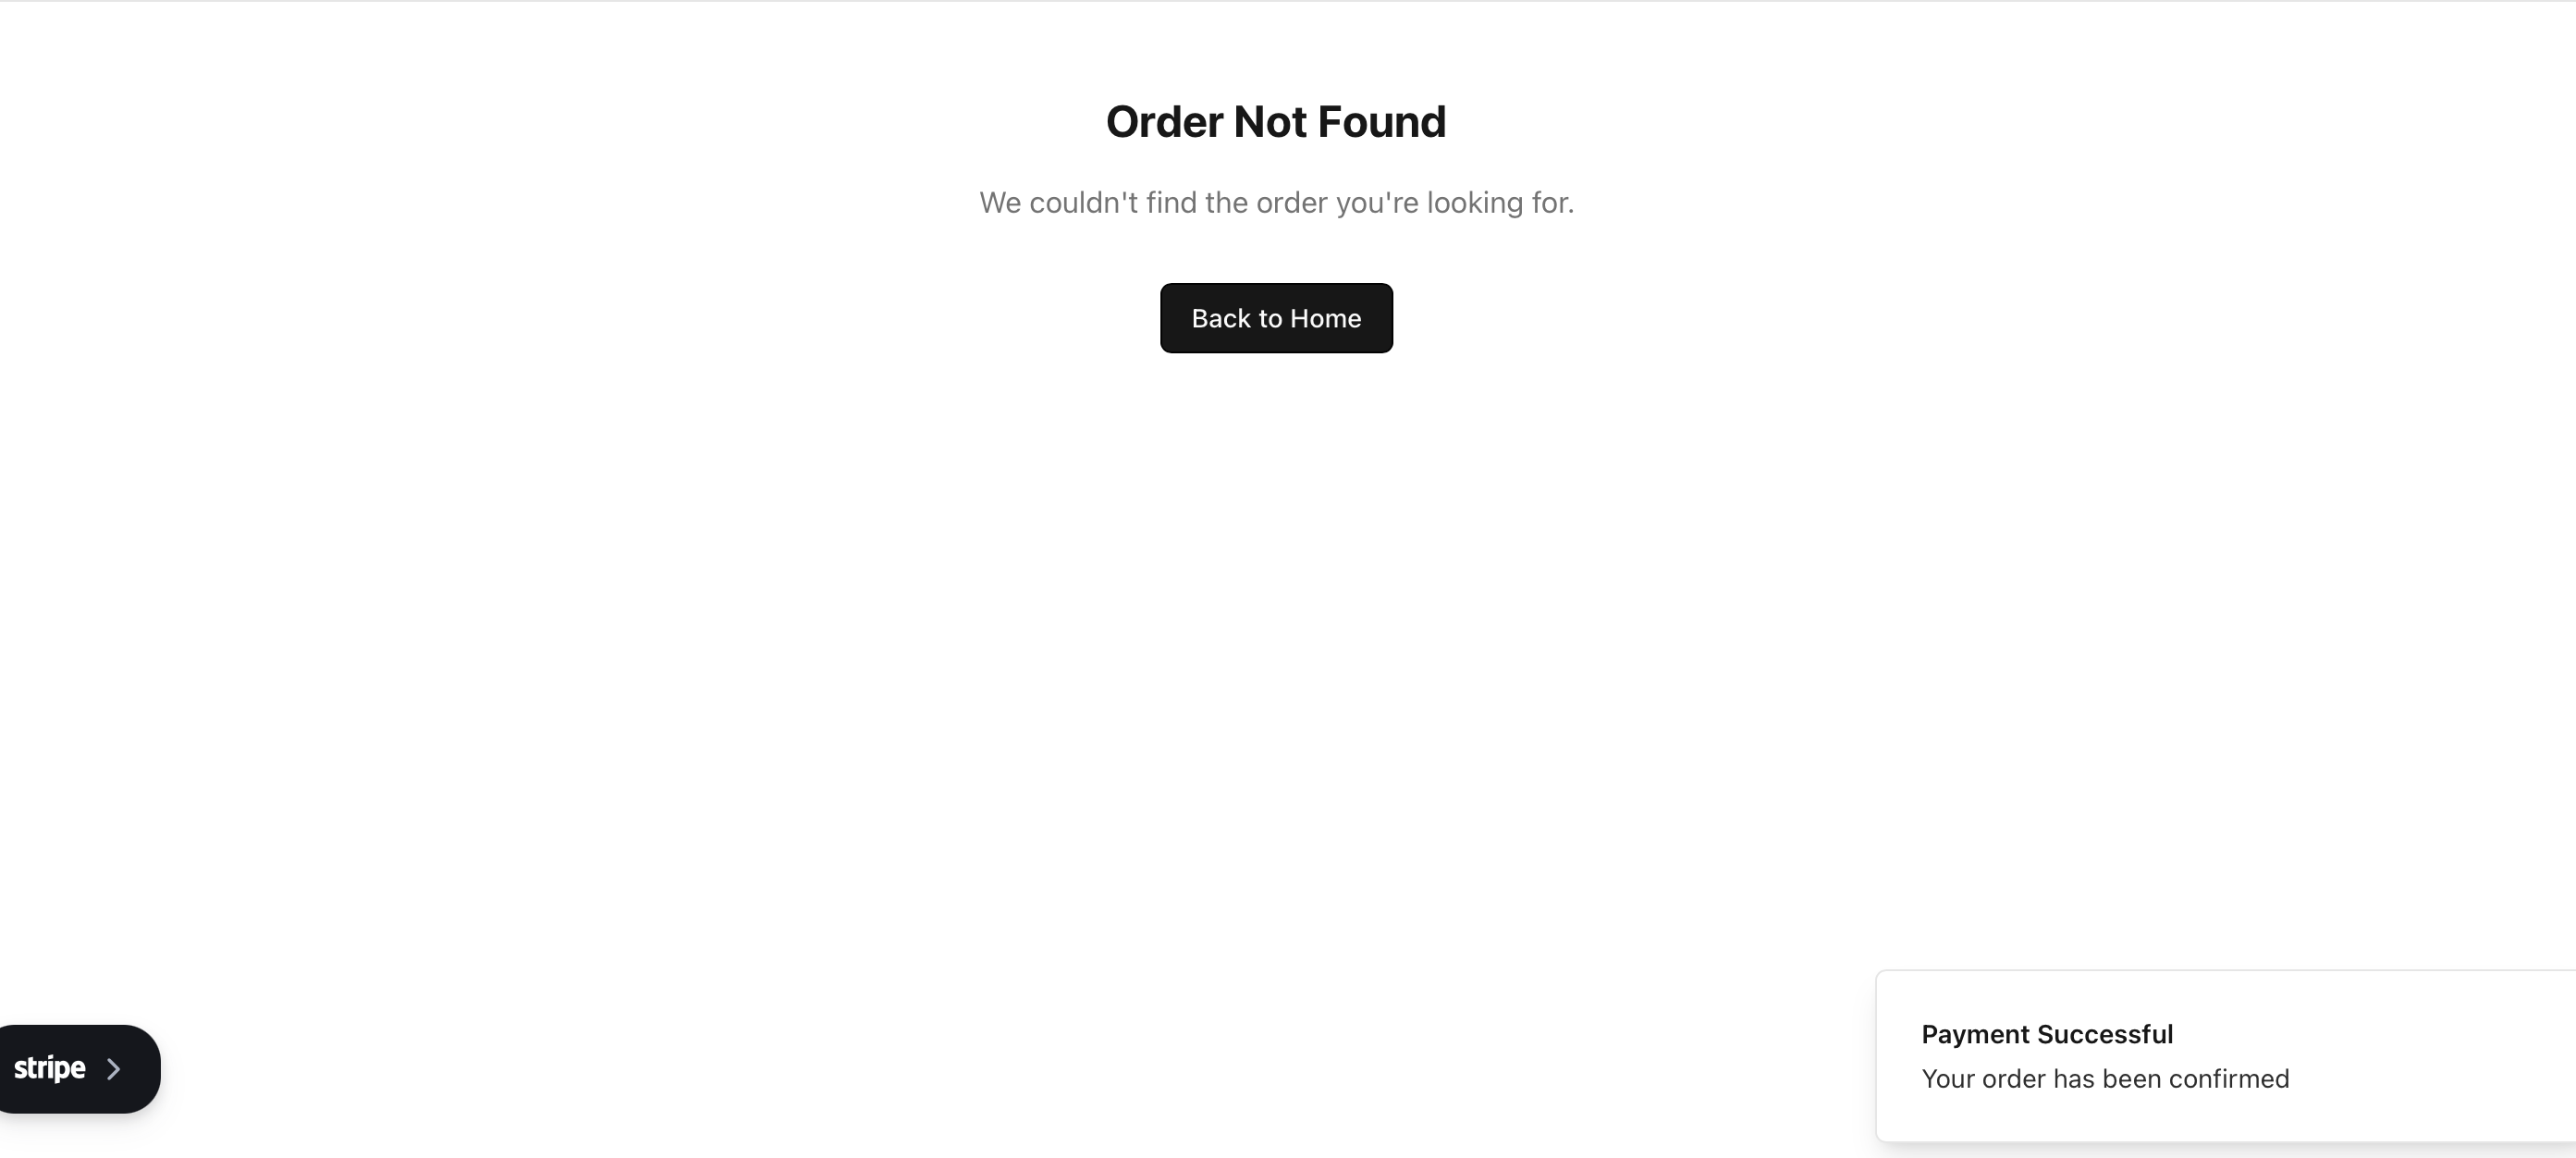 Order Not Found
We couldn't find the order you're looking for.
Back to Home
stripe
Payment Successful
Your order has been confirmed